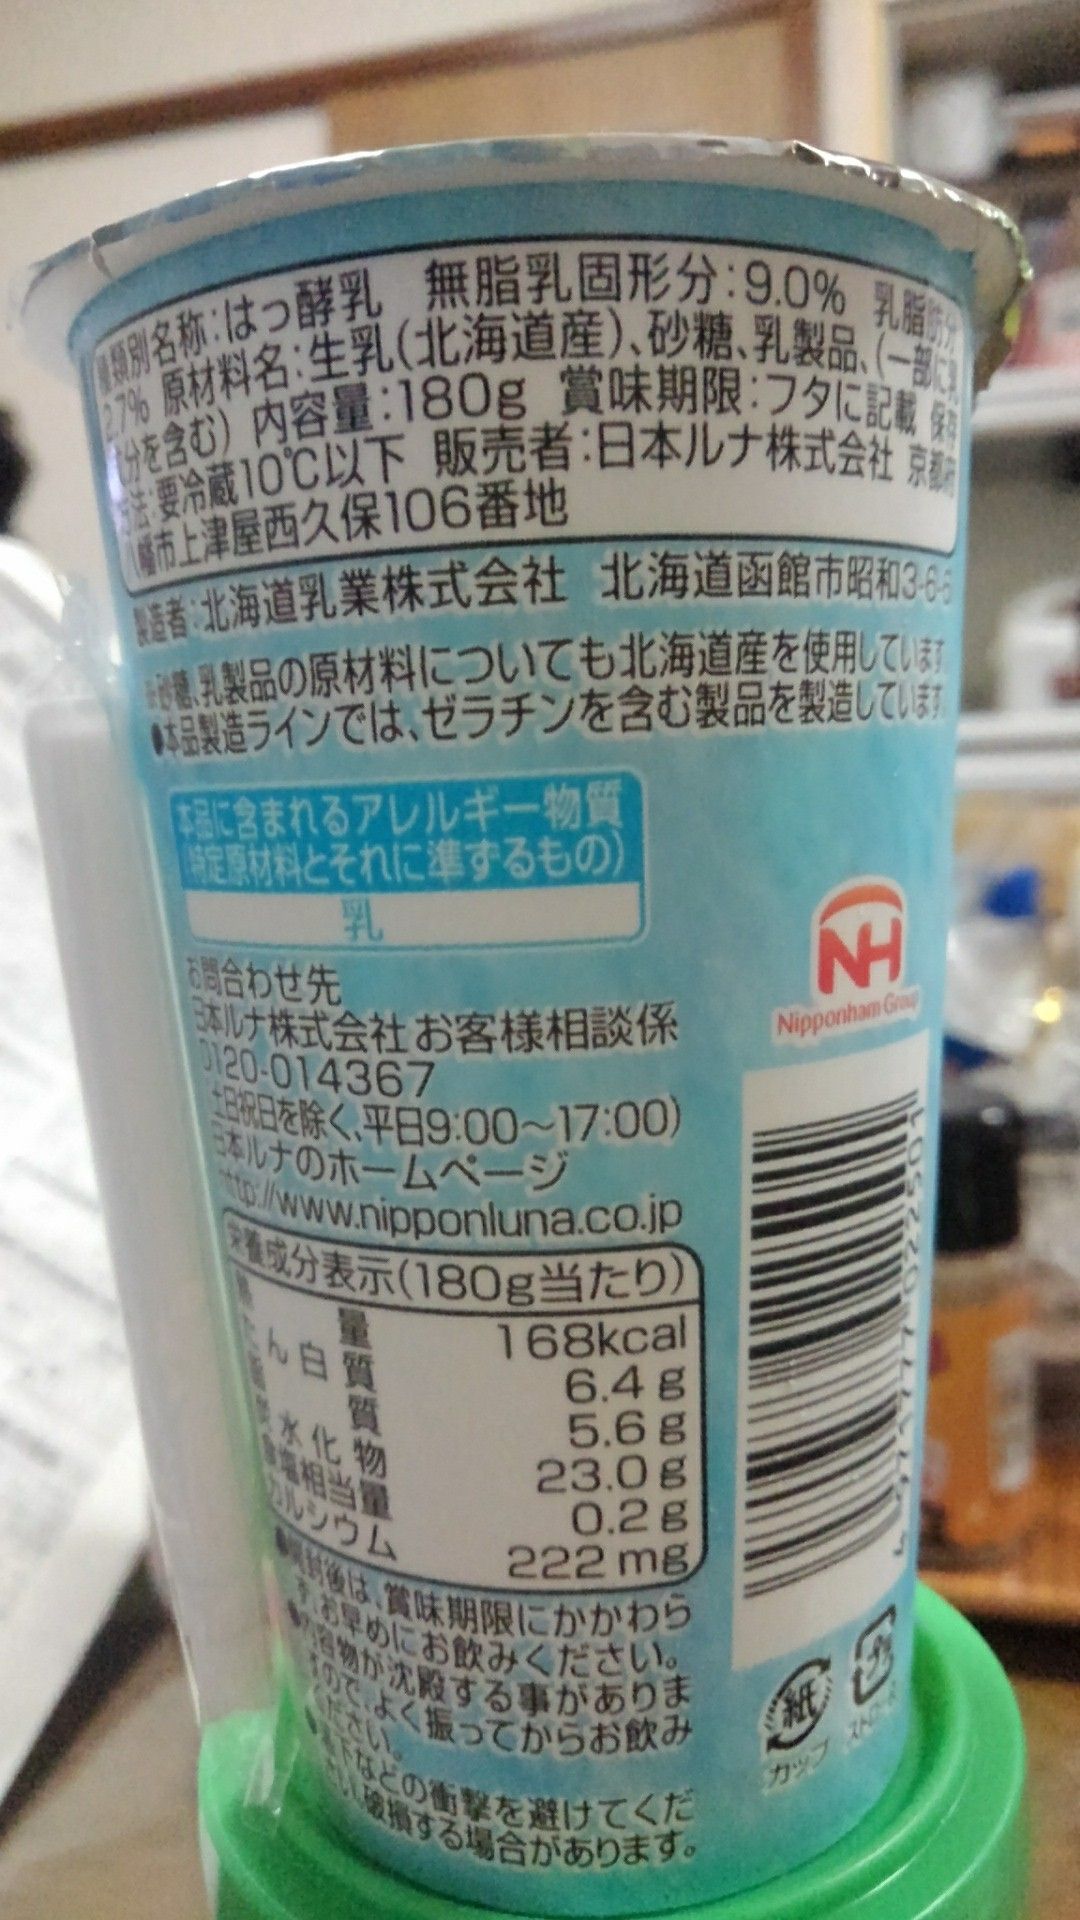 種類別名称:はっ酵乳 無脂乳固形分:9.0% 乳脂肪分
2.7% 原材料名:生乳(北海道産)、砂糖、乳製品、(一部に乳
成分を含む) 内容量:180g 賞味期限:フタに記載 保存
方法:要冷蔵10℃以下 販売者:日本ルナ株式会社 京都府
八幡市上津屋西久保106番地
製造者:北海道乳業株式会社 北海道函館市昭和3-6-6
※砂糖、乳製品の原材料についても北海道産を使用しています
●本品製造ラインでは、ゼラチンを含む製品を製造しています
本品に含まれるアレルギー物質
(特定原材料とそれに準ずるもの)
乳
NH
Nipponham Group
お問合わせ先
日本ルナ株式会社 お客様相談係
0120-014367
(土日祝日を除く、平日9:00〜17:00)
日本ルナのホームページ
http://www.nipponluna.co.jp
栄養成分表示(180g当たり)
熱量 168kcal
たん白質 6.4g
脂質 5.6g
炭水化物 23.0g
食塩相当量 0.2g
カルシウム 222mg
●開封後は、賞味期限にかかわら
ず、お早めにお飲みください。
●内容物が沈殿する事がありま
すので、よく振ってからお飲み
ください。
●落下などの衝撃を避けてくだ
さい。破損する場合があります。
紙
カップ
プラ
ストロー